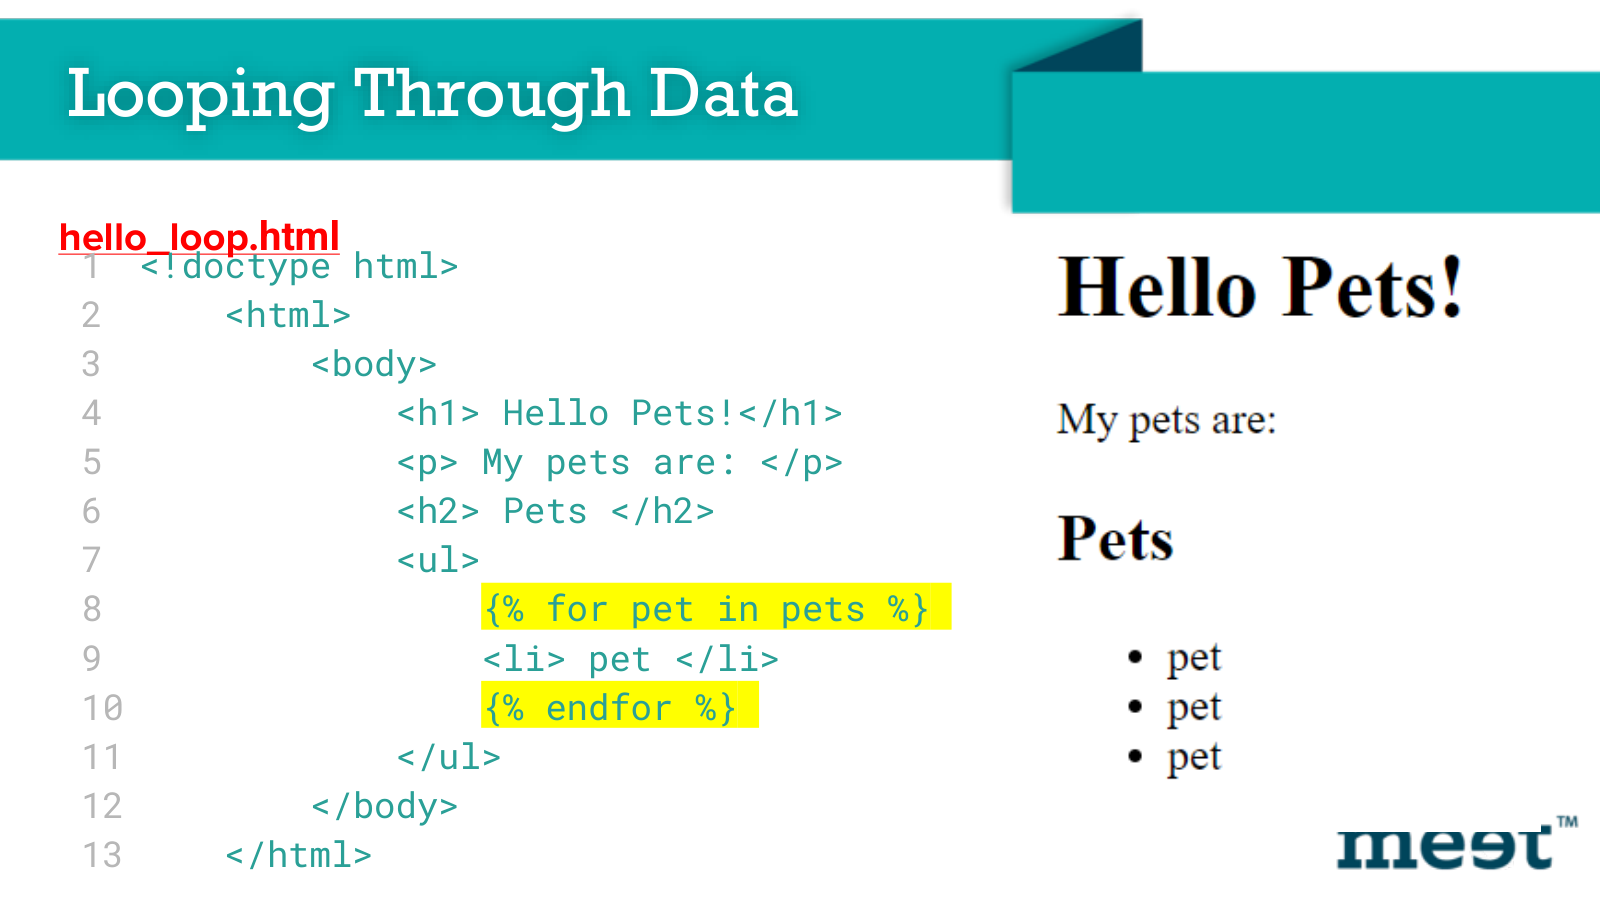 Looping Through Data
hello_loop.html
1 <!doctype html>
2 <html>
3 <body>
4 <h1> Hello Pets!</h1>
5 <p> My pets are: </p>
6 <h2> Pets </h2>
7 <ul>
8 {% for pet in pets %}
9 <li> pet </li>
10 {% endfor %}
11 </ul>
12 </body>
13 </html>
Hello Pets!
My pets are:
Pets
• pet
• pet
• pet
meet™